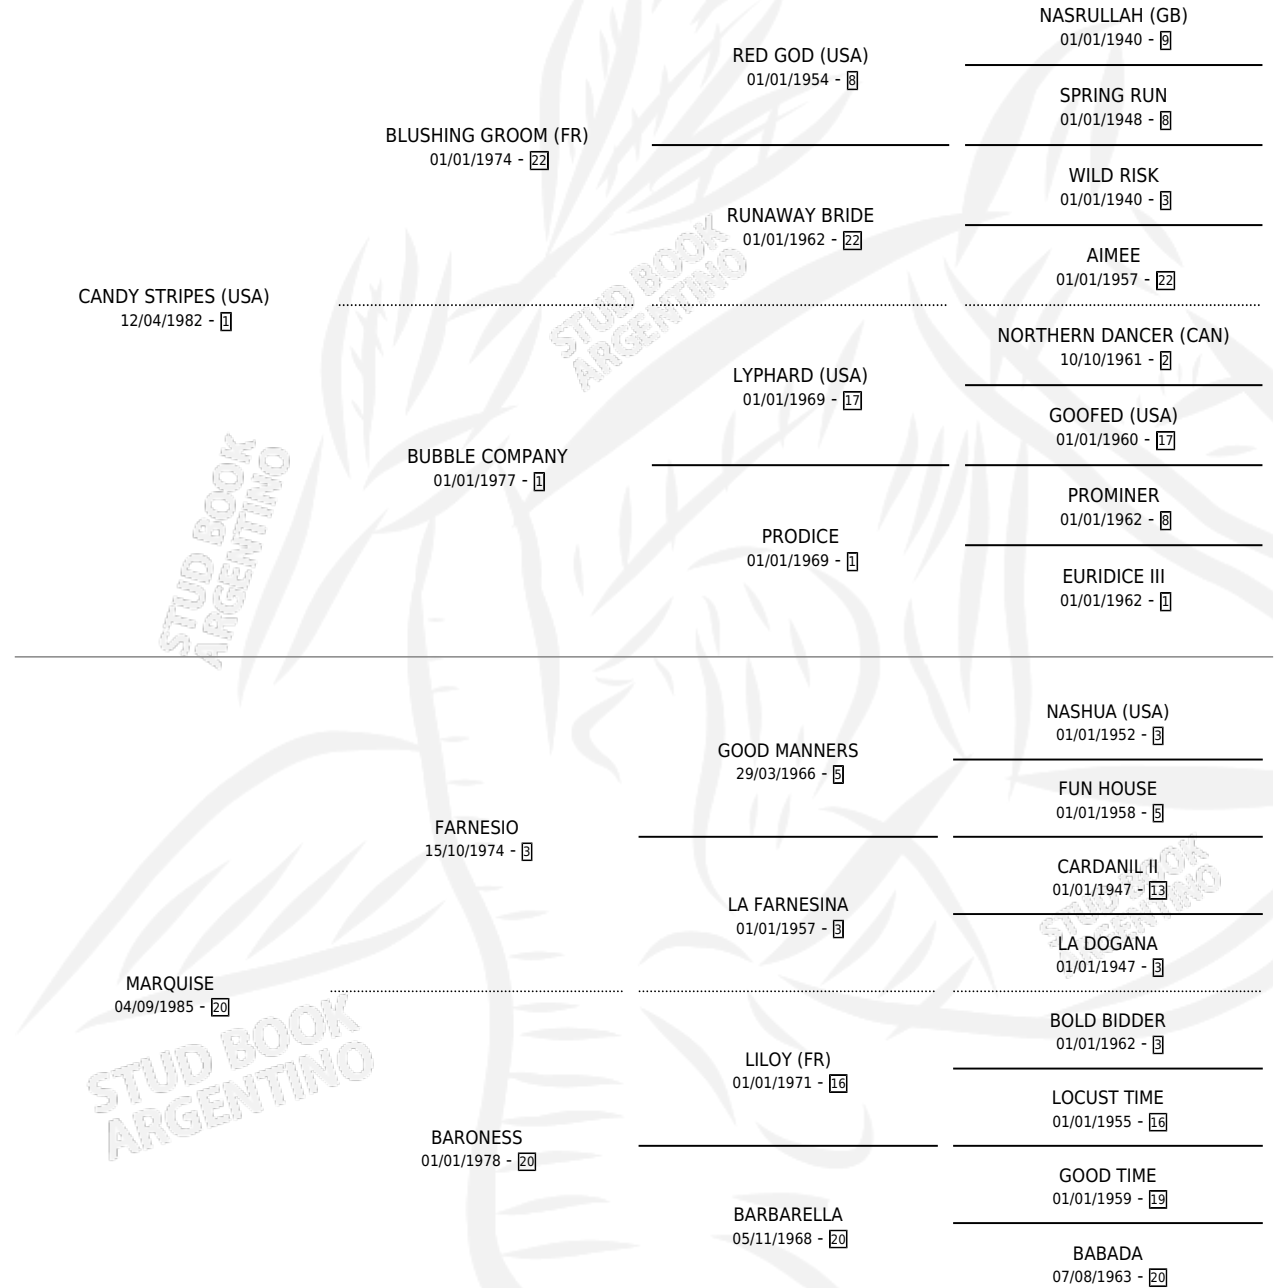 NASRULLAH (GB)
01/01/1940 - 9
RED GOD (USA)
01/01/1954 - 8
SPRING RUN
01/01/1948 - 8
BLUSHING GROOM (FR)
01/01/1974 - 22
WILD RISK
01/01/1940 - 3
RUNAWAY BRIDE
01/01/1962 - 22
AIMEE
01/01/1957 - 22
CANDY STRIPES (USA)
12/04/1982 - 1
STUD BOOK
ARGENTINO
NORTHERN DANCER (CAN)
10/10/1961 - 2
LYPHARD (USA)
01/01/1969 - 17
GOOFED (USA)
01/01/1960 - 17
BUBBLE COMPANY
01/01/1977 - 1
PROMINER
01/01/1962 - 8
PRODICE
01/01/1969 - 1
EURIDICE III
01/01/1962 - 1
STUD BOOK
ARGENTINO
NASHUA (USA)
01/01/1952 - 3
GOOD MANNERS
29/03/1966 - 5
FUN HOUSE
01/01/1958 - 5
FARNESIO
15/10/1974 - 3
CARDANIL II
01/01/1947 - 13
LA FARNESINA
01/01/1957 - 3
LA DOGANA
01/01/1947 - 3
STUD BOOK
ARGENTINO
MARQUISE
04/09/1985 - 20
BOLD BIDDER
01/01/1962 - 3
LILOY (FR)
01/01/1971 - 16
LOCUST TIME
01/01/1955 - 16
STUD BOOK
ARGENTINO
BARONESS
01/01/1978 - 20
GOOD TIME
01/01/1959 - 19
BARBARELLA
05/11/1968 - 20
BABADA
07/08/1963 - 20